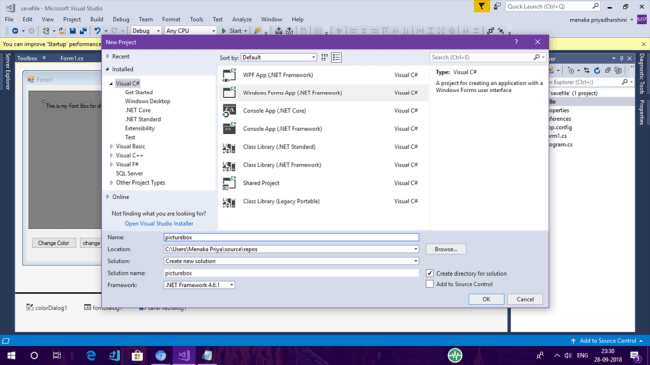 savefile - Microsoft Visual Studio
Quick Launch (Ctrl+Q)
File Edit View Project Build Debug Team Format Tools Test Analyze Window Help
menaka priyadharshini MP
Debug Any CPU Start
You can improve 'Startup' performance
Toolbox Form1.cs
Server Explorer
Form1
This is my Font Box for d
Change Color
change
colorDialog1
New Project
Recent
Installed
Visual C#
Get Started
Windows Desktop
.NET Core
.NET Standard
Extensibility
Test
Visual Basic
Visual C++
Visual F#
SQL Server
Other Project Types
Online
Not finding what you are looking for?
Open Visual Studio Installer
Sort by: Default
WPF App (.NET Framework) Visual C#
Windows Forms App (.NET Framework) Visual C#
Console App (.NET Core) Visual C#
Console App (.NET Framework) Visual C#
Class Library (.NET Standard) Visual C#
Class Library (.NET Framework) Visual C#
Shared Project Visual C#
Class Library (Legacy Portable) Visual C#
Search (Ctrl+E)
Type: Visual C#
A project for creating an application with a
Windows Forms user interface
Name: picturebox
Location: C:\Users\Menaka Priya\source\repos
Browse...
Solution: Create new solution
Solution name: picturebox
Create directory for solution
Framework: .NET Framework 4.6.1
Add to Source Control
OK Cancel
Explorer (Ctrl+;)
'savefile' (1 project)
file
operties
ferences
pp.config
orm1.cs
ogram.cs
Diagnostic Tools
Properties
Add to Source Control
ENG
23:30
28-09-2018
3